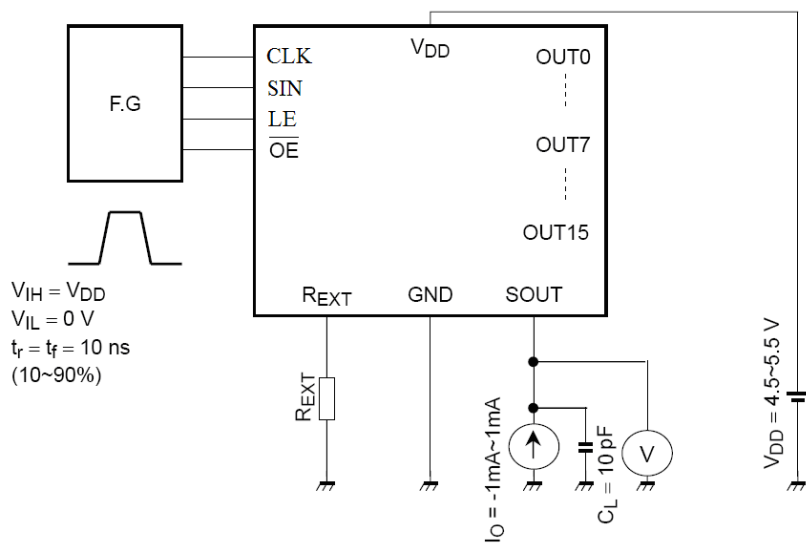 F.G
CLK
SIN
LE
OE
VDD
OUT0
OUT7
OUT15
REXT
GND
SOUT
VIH = VDD
VIL = 0 V
tr = tf = 10 ns
(10~90%)
REXT
IO = -1mA~1mA
CL = 10 pF
V
VDD = 4.5~5.5 V